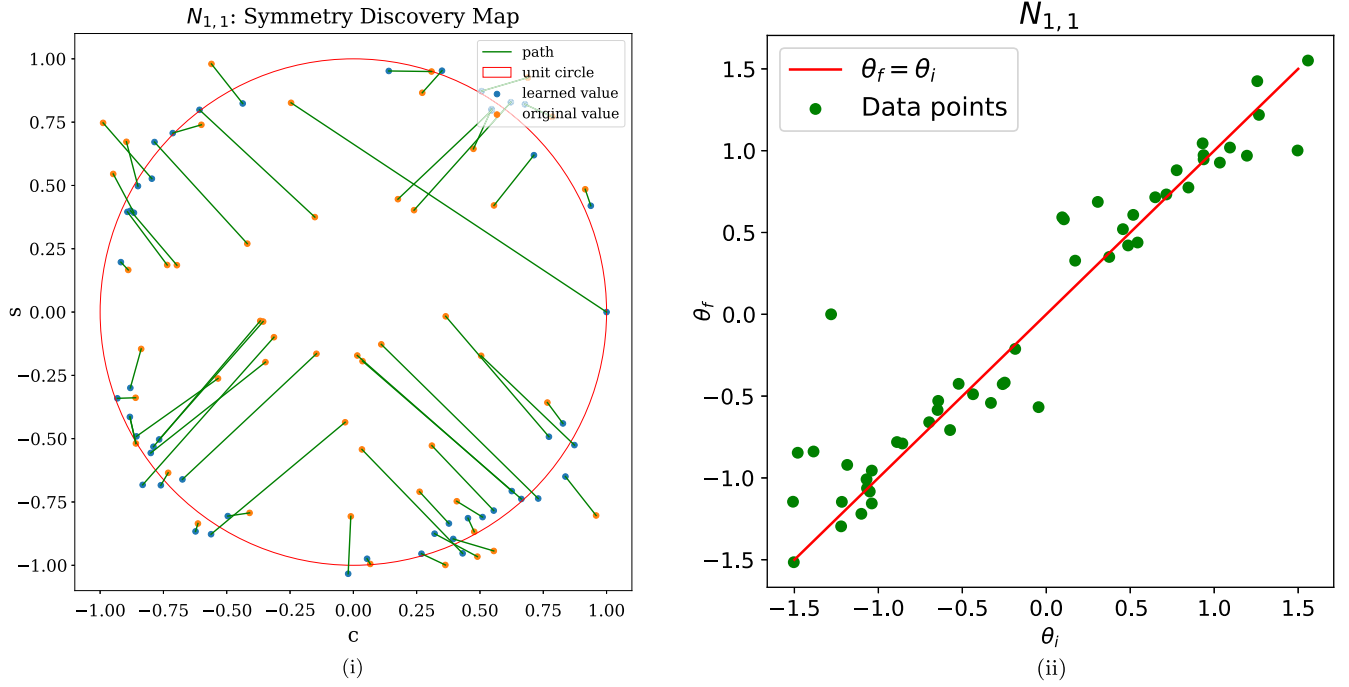 N1,1: Symmetry Discovery Map
1.00
0.75
0.50
0.25
0.00
−0.25
−0.50
−0.75
−1.00
s
path
unit circle
learned value
original value
−1.00 −0.75 −0.50 −0.25 0.00 0.25 0.50 0.75 1.00
c
(i)
N1,1
1.5
1.0
0.5
0.0
−0.5
−1.0
−1.5
θf
θf = θi
Data points
−1.5 −1.0 −0.5 0.0 0.5 1.0 1.5
θi
(ii)